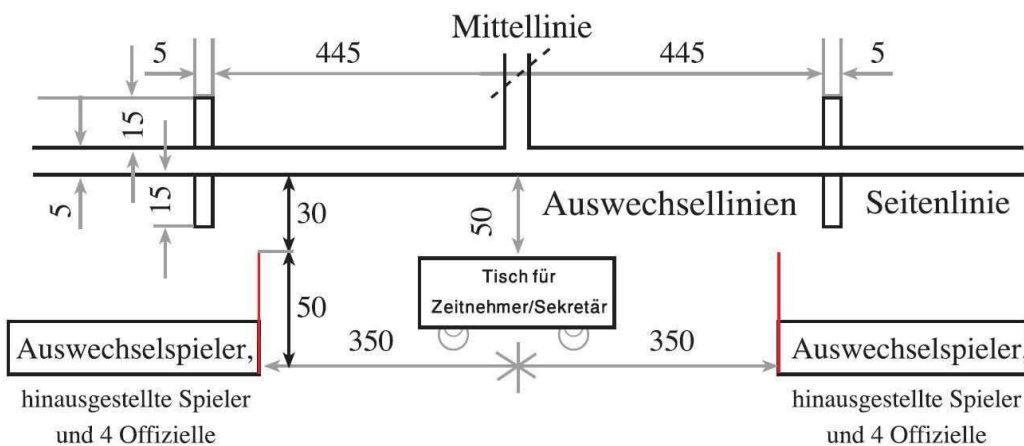 Mittellinie
5
445
445
5
15
15
5
30
50
Auswechsellinien
Seitenlinie
50
Tisch für
Zeitnehmer/Sekretär
350
350
Auswechselspieler,
hinausgestellte Spieler
und 4 Offizielle
Auswechselspieler,
hinausgestellte Spieler
und 4 Offizielle